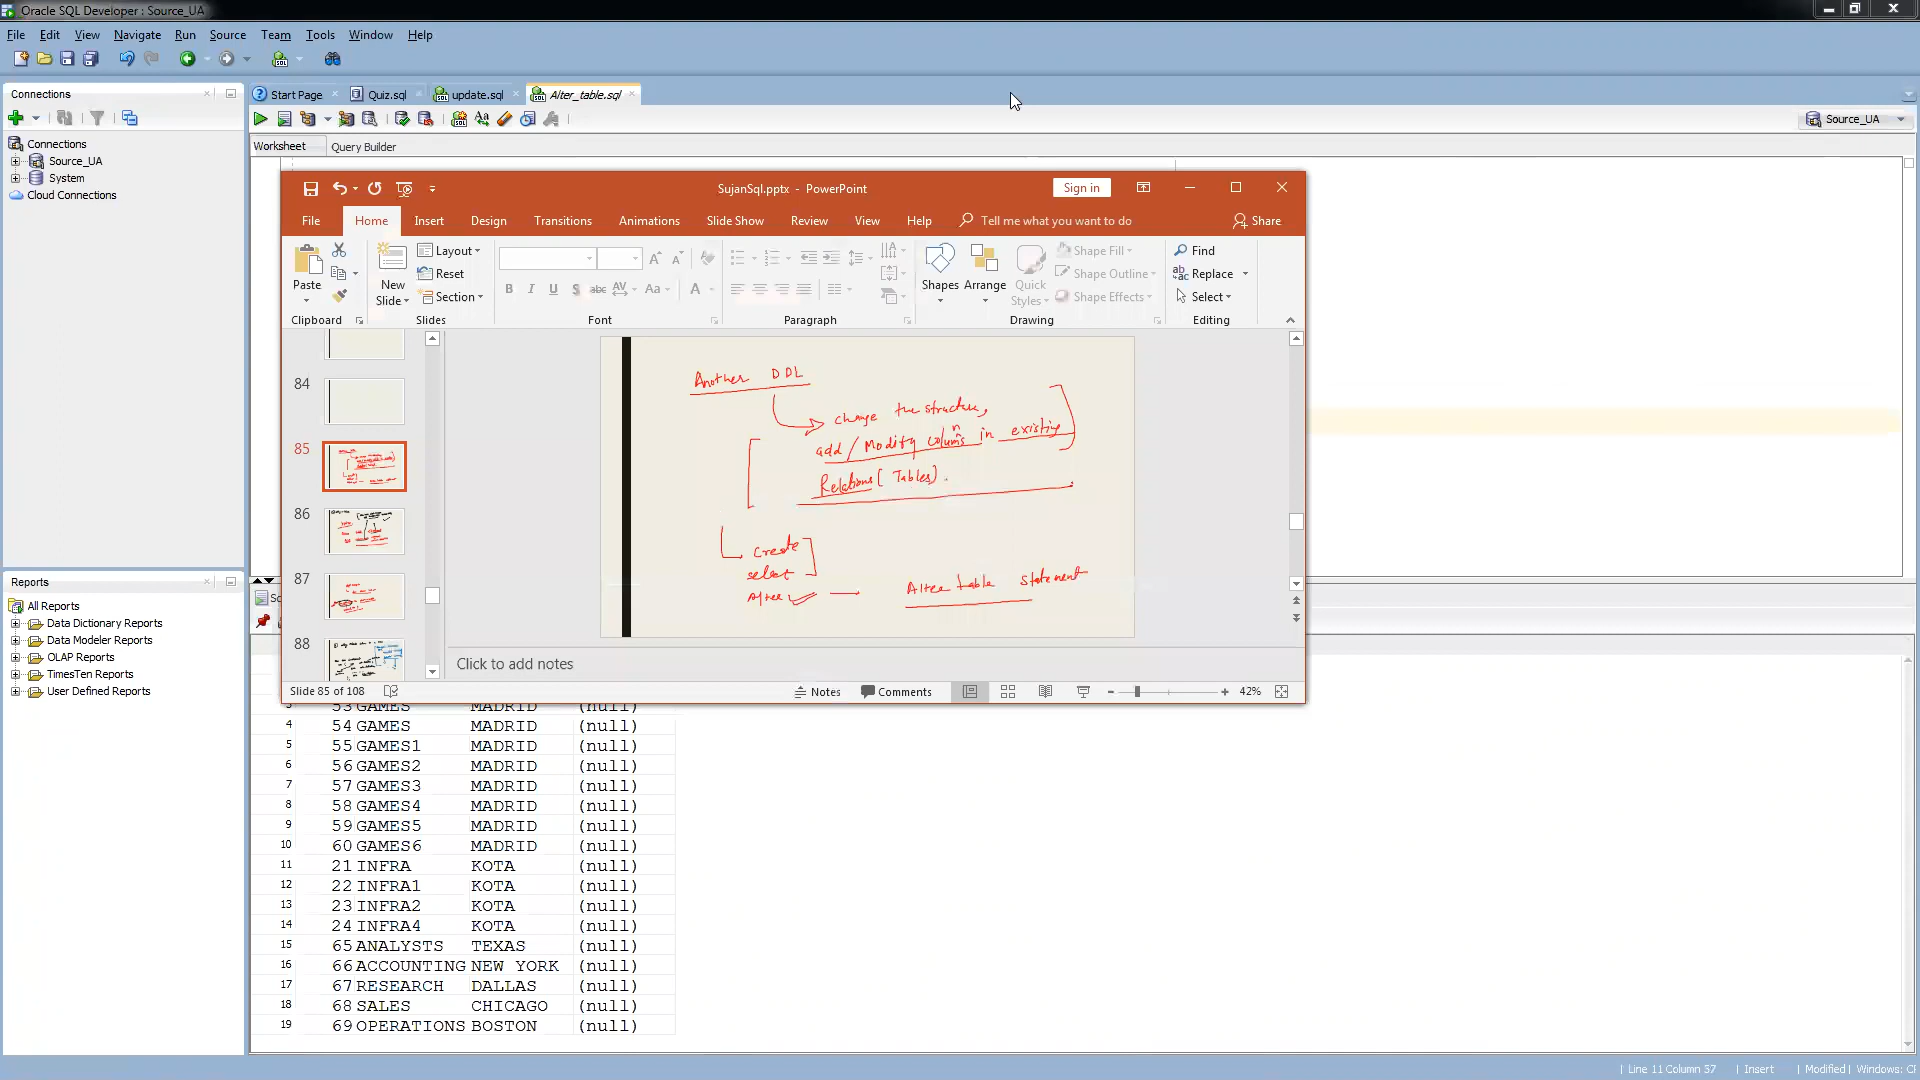 Oracle SQL Developer : Source_UA
File Edit View Navigate Run Source Team Tools Window Help
Connections
Start Page
Quiz.sql
update.sql
Alter_table.sql
Source_UA
Worksheet
Query Builder
Connections
Source_UA
System
Cloud Connections
SujanSql.pptx - PowerPoint
Sign in
File Home Insert Design Transitions Animations Slide Show Review View Help Tell me what you want to do Share
Paste
New
Slide
Layout
Reset
Section
Shapes
Arrange
Quick
Styles
Shape Fill
Shape Outline
Shape Effects
Find
Replace
Select
Clipboard
Slides
Font
Paragraph
Drawing
Editing
84
85
86
87
88
Another DDL
change the structure,
add / Modify column in existing
Relations ( Tables ) .
create
select
Alter
Alter table statement
Click to add notes
Slide 85 of 108
Notes
Comments
42%
Reports
All Reports
Data Dictionary Reports
Data Modeler Reports
OLAP Reports
TimesTen Reports
User Defined Reports
3 53 GAMES MADRID (null)
4 54 GAMES MADRID (null)
5 55 GAMES1 MADRID (null)
6 56 GAMES2 MADRID (null)
7 57 GAMES3 MADRID (null)
8 58 GAMES4 MADRID (null)
9 59 GAMES5 MADRID (null)
10 60 GAMES6 MADRID (null)
11 21 INFRA KOTA (null)
12 22 INFRA1 KOTA (null)
13 23 INFRA2 KOTA (null)
14 24 INFRA4 KOTA (null)
15 65 ANALYSTS TEXAS (null)
16 66 ACCOUNTING NEW YORK (null)
17 67 RESEARCH DALLAS (null)
18 68 SALES CHICAGO (null)
19 69 OPERATIONS BOSTON (null)
Line 11 Column 37
Insert
Modified
Windows: CF